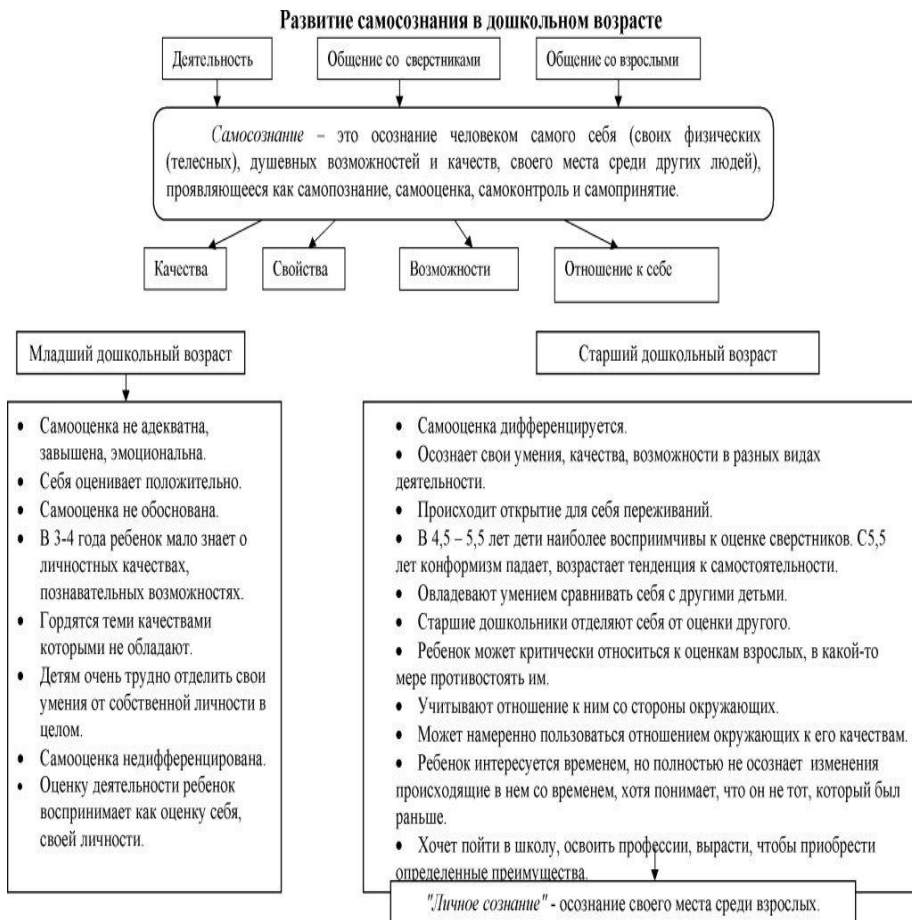 Развитие самосознания в дошкольном возрасте
Деятельность
Общение со сверстниками
Общение со взрослыми
Самосознание – это осознание человеком самого себя (своих физических
(телесных), душевных возможностей и качеств, своего места среди других людей),
проявляющееся как самопознание, самооценка, самоконтроль и самопринятие.
Качества
Свойства
Возможности
Отношение к себе
Младший дошкольный возраст
• Самооценка не адекватна,
завышена, эмоциональна.
• Себя оценивает положительно.
• Самооценка не обоснована.
• В 3-4 года ребенок мало знает о
личностных качествах,
познавательных возможностях.
• Гордятся теми качествами
которыми не обладают.
• Детям очень трудно отделить свои
умения от собственной личности в
целом.
• Самооценка недифференцирована.
• Оценку деятельности ребенок
воспринимает как оценку себя,
своей личности.
Старший дошкольный возраст
• Самооценка дифференцируется.
• Осознает свои умения, качества, возможности в разных видах
деятельности.
• Происходит открытие для себя переживаний.
• В 4,5 – 5,5 лет дети наиболее восприимчивы к оценке сверстников. С5,5
лет конформизм падает, возрастает тенденция к самостоятельности.
• Овладевают умением сравнивать себя с другими детьми.
• Старшие дошкольники отделяют себя от оценки другого.
• Ребенок может критически относиться к оценкам взрослых, в какой-то
мере противостоять им.
• Учитывают отношение к ним со стороны окружающих.
• Может намеренно пользоваться отношением окружающих к его качествам.
• Ребенок интересуется временем, но полностью не осознает изменения
происходящие в нем со временем, хотя понимает, что он не тот, который был
раньше.
• Хочет пойти в школу, освоить профессии, вырасти, чтобы приобрести
определенные преимущества.
"Личное сознание" - осознание своего места среди взрослых.